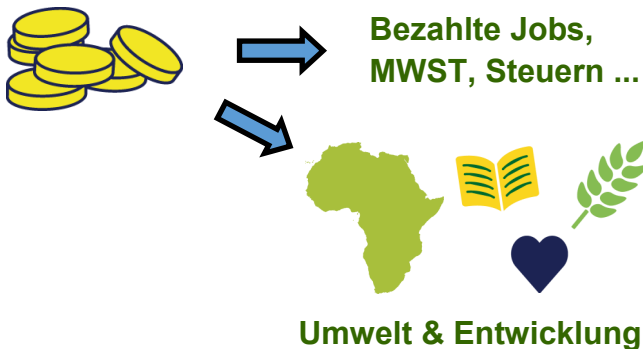 Bezahlte Jobs,
MWST, Steuern ...
Umwelt & Entwicklung